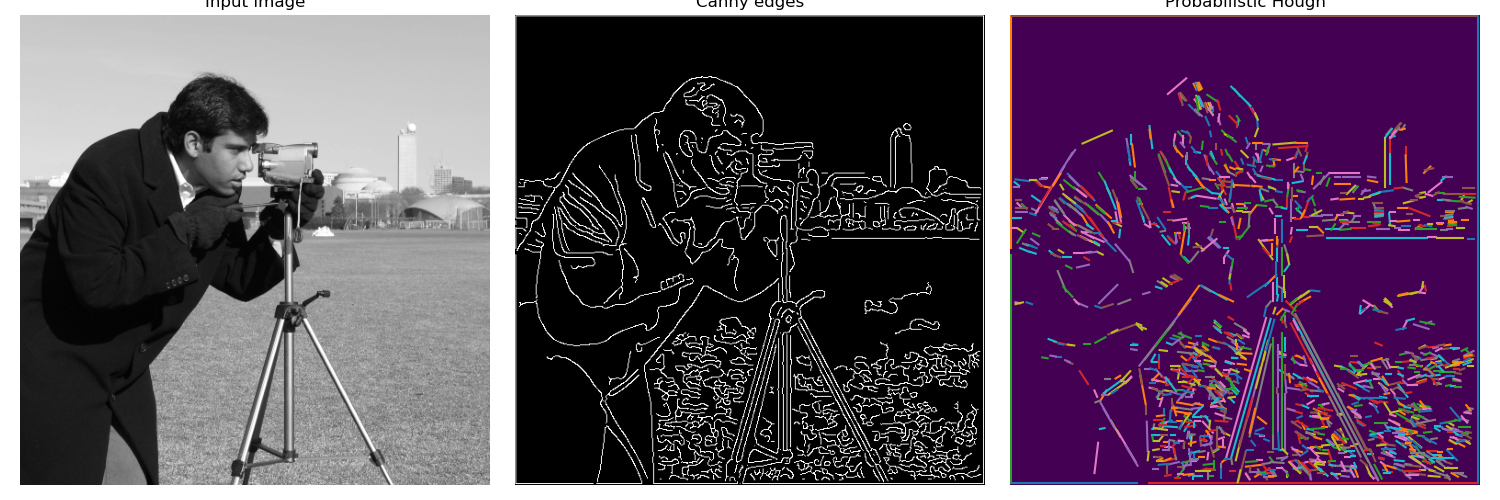 Input image
Canny edges
Probabilistic Hough